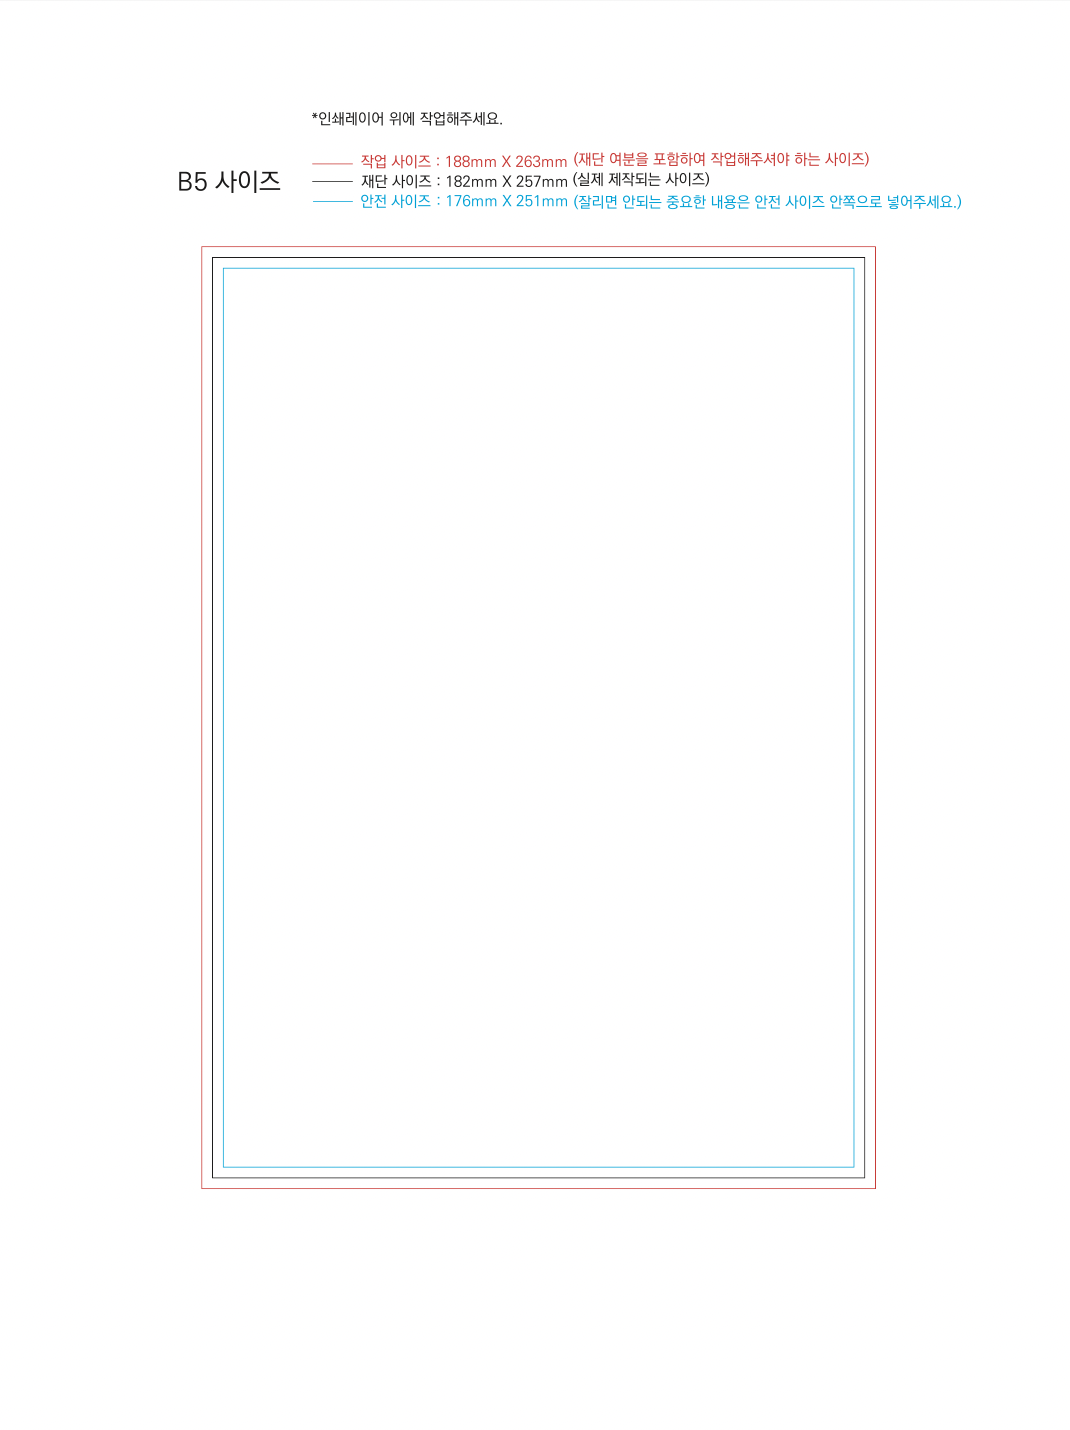 *인쇄레이어 위에 작업해주세요.
B5 사이즈
작업 사이즈 : 188mm X 263mm (재단 여분을 포함하여 작업해주셔야 하는 사이즈)
재단 사이즈 : 182mm X 257mm (실제 제작되는 사이즈)
안전 사이즈 : 176mm X 251mm (잘리면 안되는 중요한 내용은 안전 사이즈 안쪽으로 넣어주세요.)